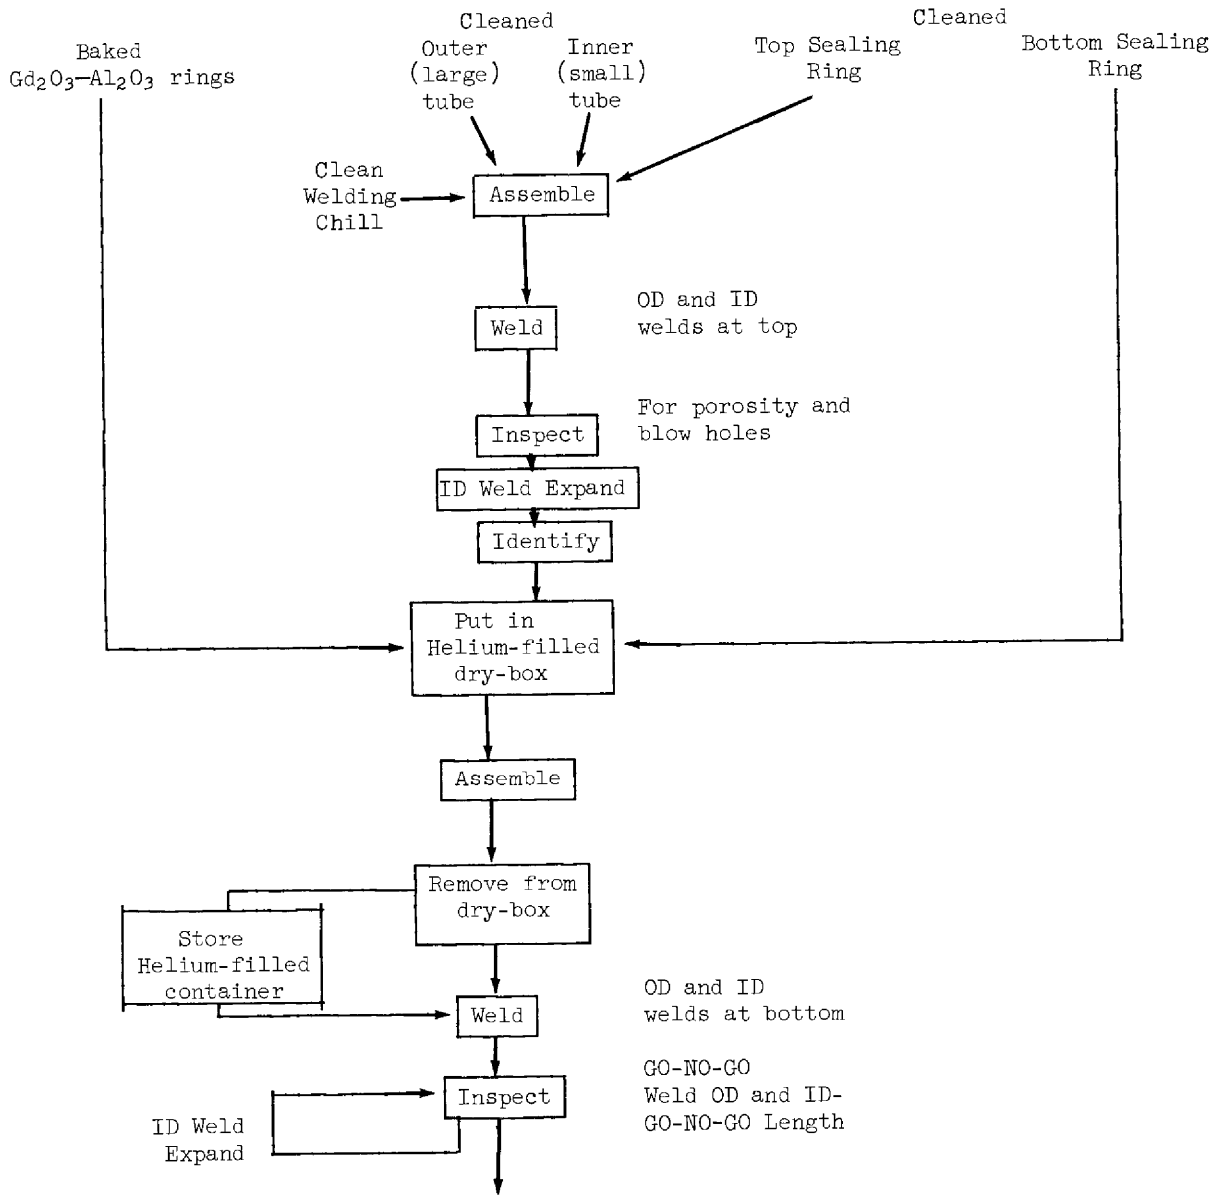 Baked
Gd2O3—Al2O3 rings
Cleaned
Outer
(large)
tube
Inner
(small)
tube
Cleaned
Top Sealing
Ring
Bottom Sealing
Ring
Clean
Welding
Chill
Assemble
Weld
OD and ID
welds at top
Inspect
For porosity and
blow holes
ID Weld Expand
Identify
Put in
Helium-filled
dry-box
Assemble
Remove from
dry-box
Store
Helium-filled
container
Weld
OD and ID
welds at bottom
Inspect
GO-NO-GO
Weld OD and ID-
GO-NO-GO Length
ID Weld
Expand